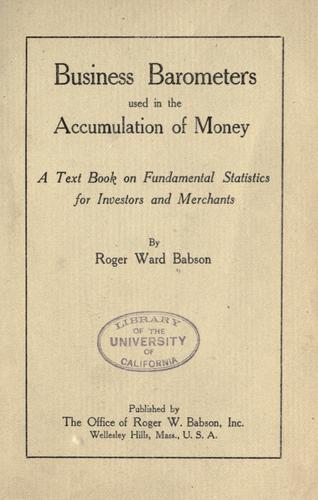 Business Barometers
used in the
Accumulation of Money
A Text Book on Fundamental Statistics
for Investors and Merchants
By
Roger Ward Babson
LIBRARY
OF THE
UNIVERSITY
OF
CALIFORNIA
Published by
The Office of Roger W. Babson, Inc.
Wellesley Hills, Mass., U. S. A.